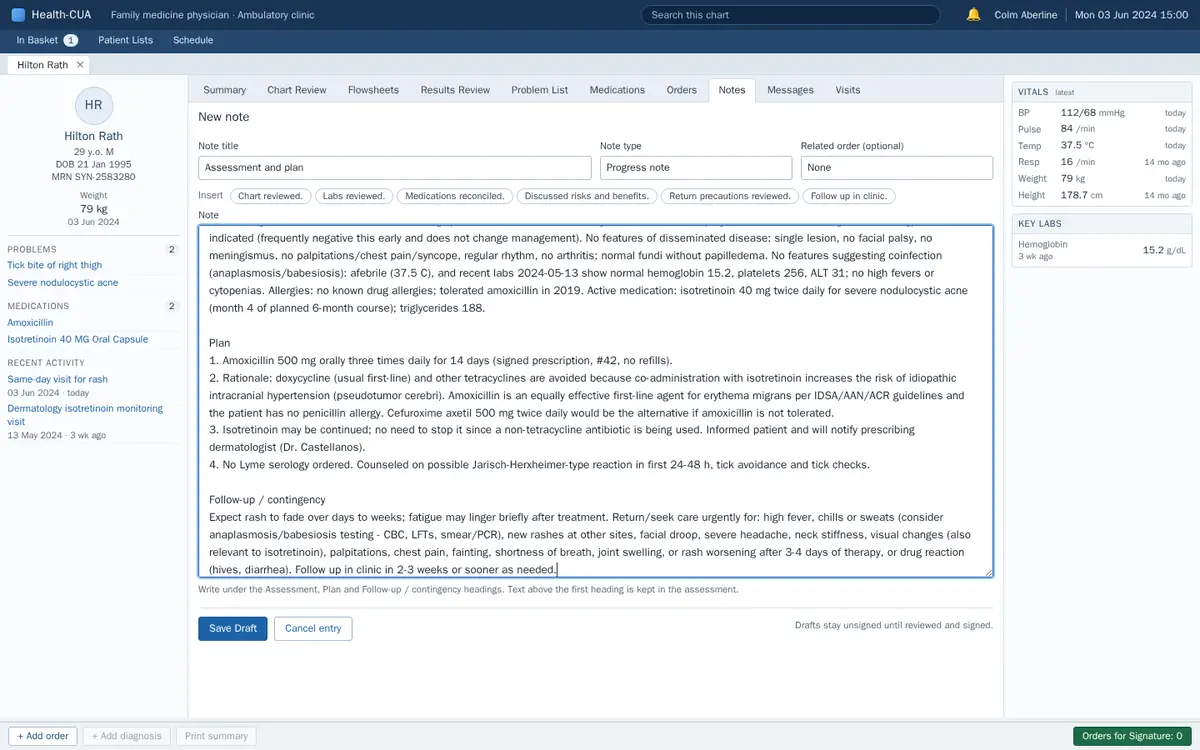 Health-CUA Family medicine physician · Ambulatory clinic Search this chart Colm Aberline Mon 03 Jun 2024 15:00
In Basket 1 Patient Lists Schedule
Hilton Rath ×
HR
Hilton Rath
29 y.o. M
DOB 21 Jan 1995
MRN SYN-2583280
Weight
79 kg
03 Jun 2024
PROBLEMS 2
Tick bite of right thigh
Severe nodulocystic acne
MEDICATIONS 2
Amoxicillin
Isotretinoin 40 MG Oral Capsule
RECENT ACTIVITY
Same-day visit for rash
03 Jun 2024 · today
Dermatology isotretinoin monitoring
visit
13 May 2024 · 3 wk ago
Summary Chart Review Flowsheets Results Review Problem List Medications Orders Notes Messages Visits
New note
Note title Note type Related order (optional)
Assessment and plan Progress note None
Insert Chart reviewed. Labs reviewed. Medications reconciled. Discussed risks and benefits. Return precautions reviewed. Follow up in clinic.
Note
indicated (frequently negative this early and does not change management). No features of disseminated disease: single lesion, no facial palsy, no
meningismus, no palpitations/chest pain/syncope, regular rhythm, no arthritis; normal fundi without papilledema. No features suggesting coinfection
(anaplasmosis/babesiosis): afebrile (37.5 C), and recent labs 2024-05-13 show normal hemoglobin 15.2, platelets 256, ALT 31; no high fevers or
cytopenias. Allergies: no known drug allergies; tolerated amoxicillin in 2019. Active medication: isotretinoin 40 mg twice daily for severe nodulocystic acne
(month 4 of planned 6-month course); triglycerides 188.
Plan
1. Amoxicillin 500 mg orally three times daily for 14 days (signed prescription, #42, no refills).
2. Rationale: doxycycline (usual first-line) and other tetracyclines are avoided because co-administration with isotretinoin increases the risk of idiopathic
intracranial hypertension (pseudotumor cerebri). Amoxicillin is an equally effective first-line agent for erythema migrans per IDSA/AAN/ACR guidelines and
the patient has no penicillin allergy. Cefuroxime axetil 500 mg twice daily would be the alternative if amoxicillin is not tolerated.
3. Isotretinoin may be continued; no need to stop it since a non-tetracycline antibiotic is being used. Informed patient and will notify prescribing
dermatologist (Dr. Castellanos).
4. No Lyme serology ordered. Counseled on possible Jarisch-Herxheimer-type reaction in first 24-48 h, tick avoidance and tick checks.
Follow-up / contingency
Expect rash to fade over days to weeks; fatigue may linger briefly after treatment. Return/seek care urgently for: high fever, chills or sweats (consider
anaplasmosis/babesiosis testing - CBC, LFTs, smear/PCR), new rashes at other sites, facial droop, severe headache, neck stiffness, visual changes (also
relevant to isotretinoin), palpitations, chest pain, fainting, shortness of breath, joint swelling, or rash worsening after 3-4 days of therapy, or drug reaction
(hives, diarrhea). Follow up in clinic in 2-3 weeks or sooner as needed.
Write under the Assessment, Plan and Follow-up / contingency headings. Text above the first heading is kept in the assessment.
Save Draft Cancel entry Drafts stay unsigned until reviewed and signed.
VITALS latest
BP 112/68 mmHg today
Pulse 84 /min today
Temp 37.5 °C today
Resp 16 /min 14 mo ago
Weight 79 kg today
Height 178.7 cm 14 mo ago
KEY LABS
Hemoglobin 15.2 g/dL
3 wk ago
+ Add order + Add diagnosis Print summary Orders for Signature: 0